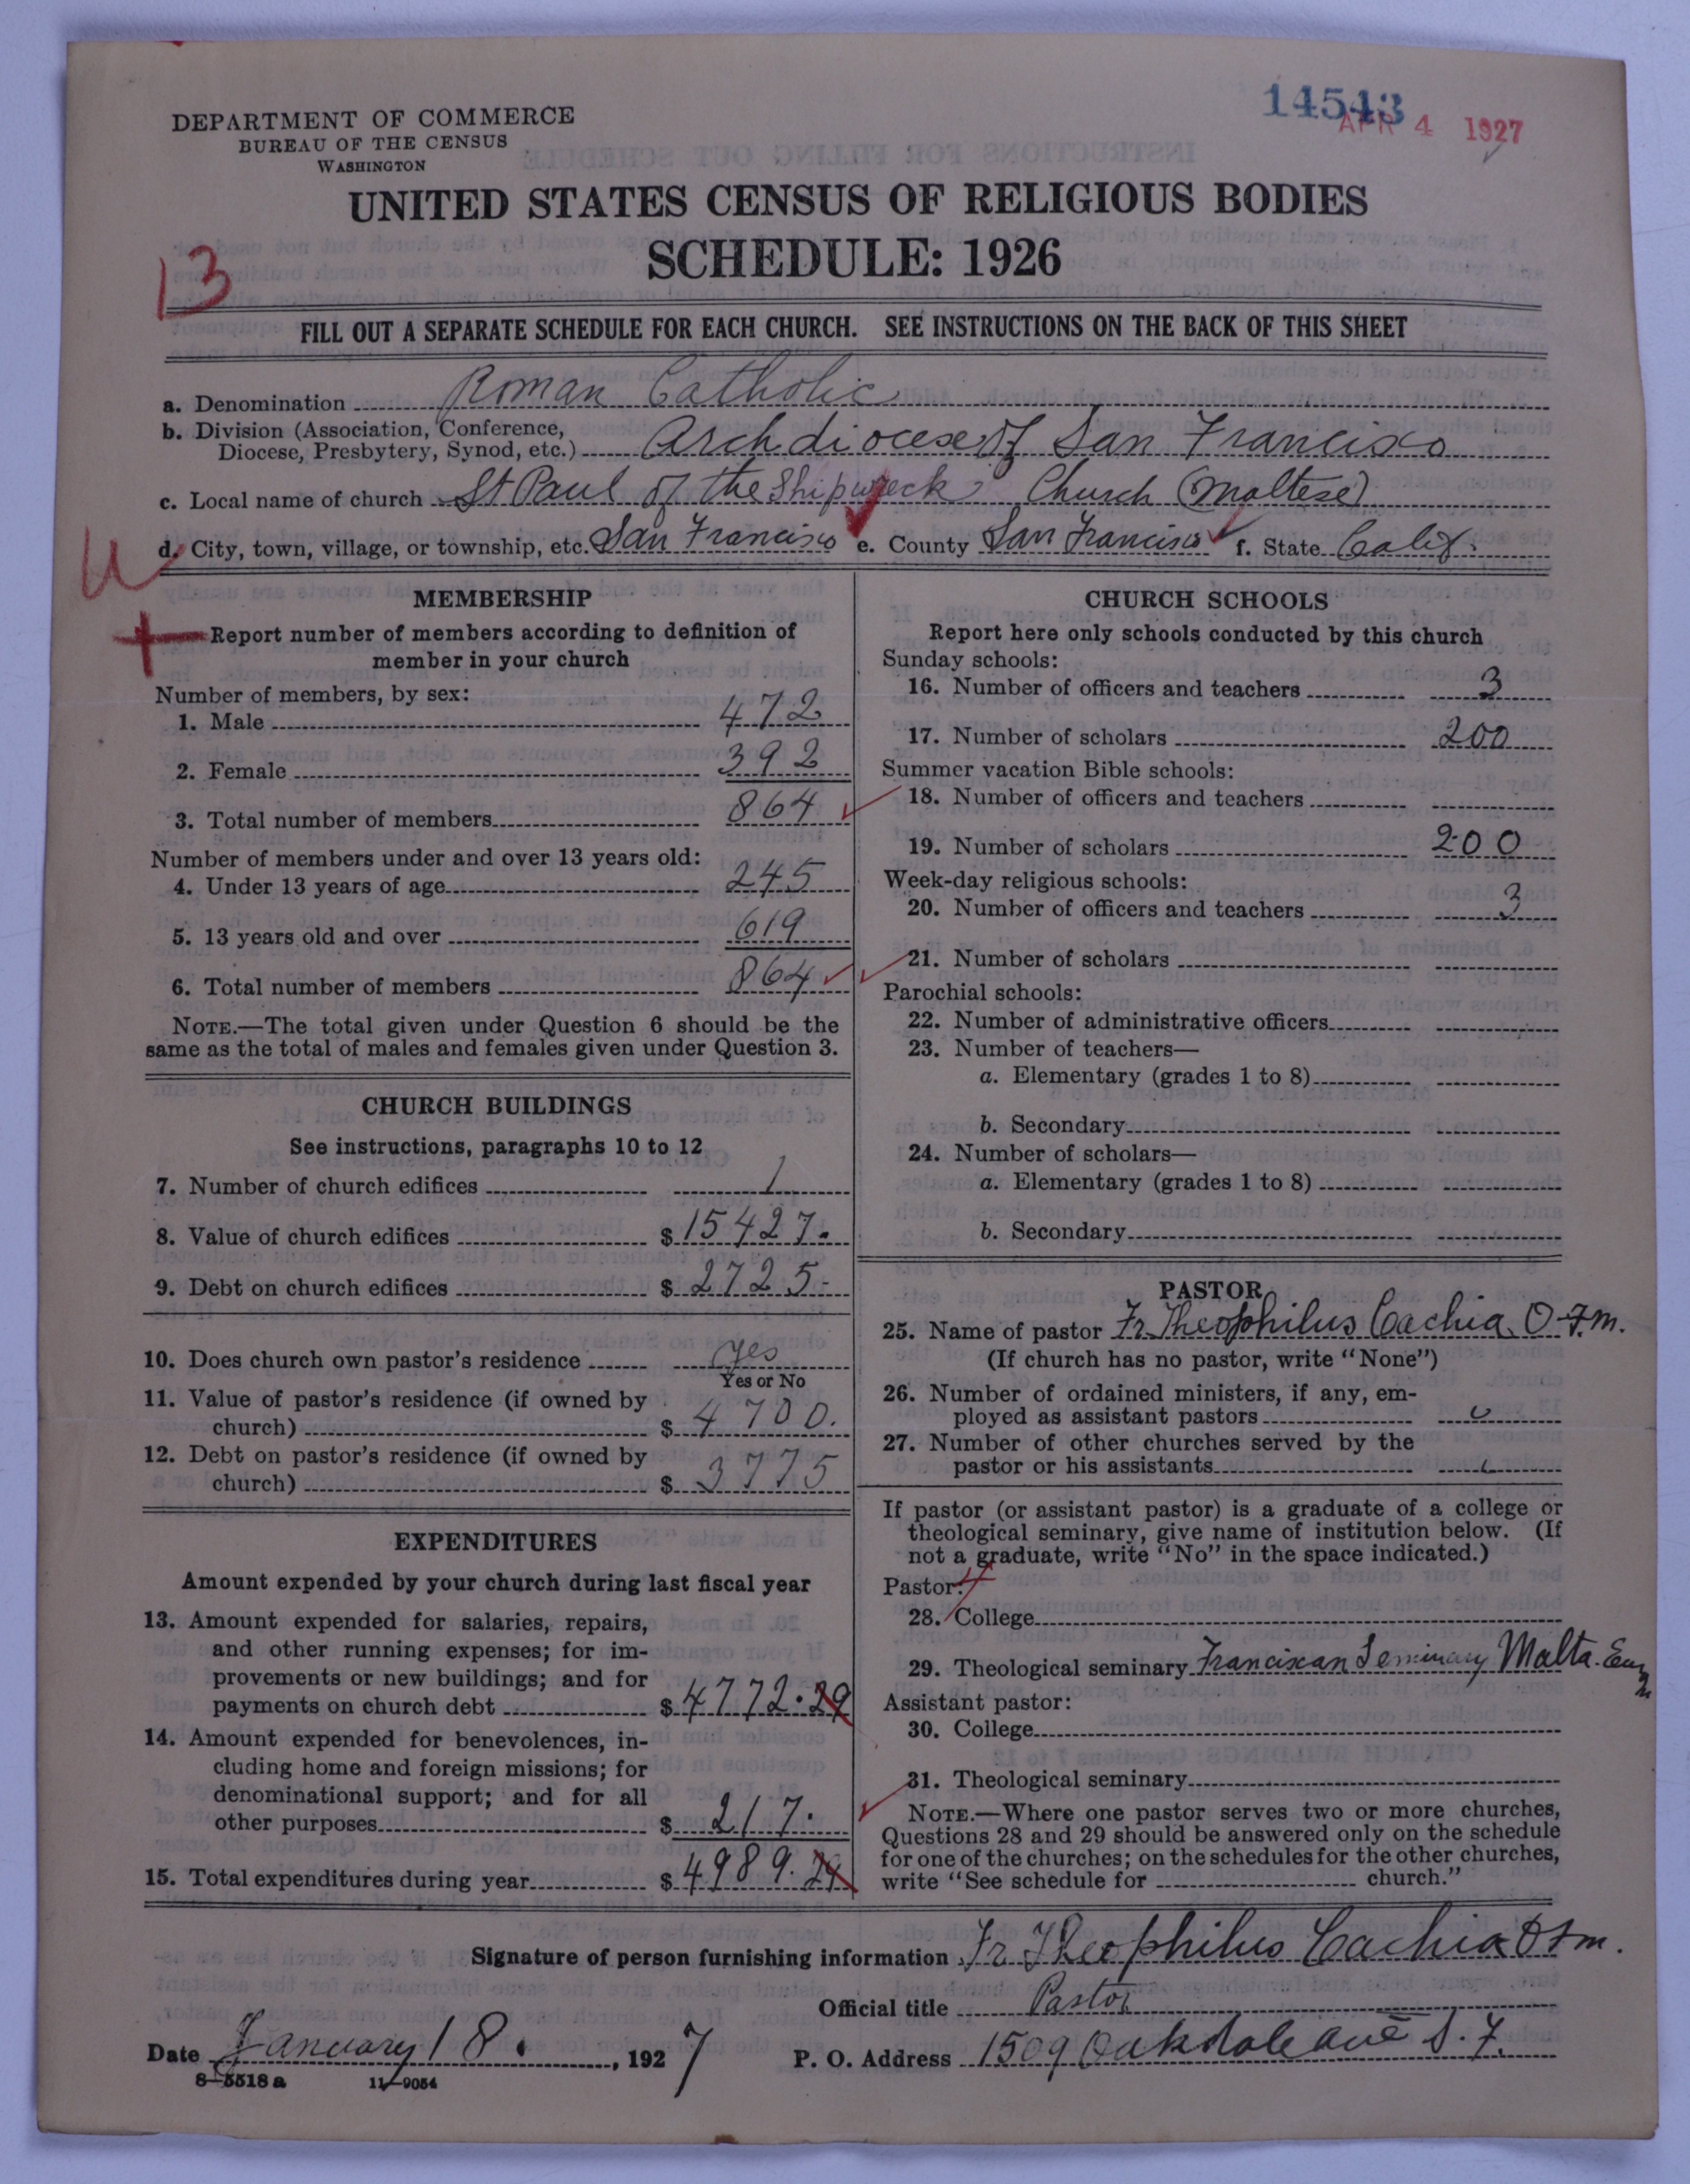 DEPARTMENT OF COMMERCE
BUREAU OF THE CENSUS
WASHINGTON
14543
APR 4 1927
UNITED STATES CENSUS OF RELIGIOUS BODIES
SCHEDULE: 1926
13
FILL OUT A SEPARATE SCHEDULE FOR EACH CHURCH. SEE INSTRUCTIONS ON THE BACK OF THIS SHEET
a. Denomination Roman Catholic
b. Division (Association, Conference, Diocese, Presbytery, Synod, etc.) Archdiocese of San Francisco
c. Local name of church St Paul of the Shipwreck Church (Maltese)
d. City, town, village, or township, etc. San Francisco e. County San Francisco f. State Calif.
MEMBERSHIP
Report number of members according to definition of
member in your church
Number of members, by sex:
1. Male 472
2. Female 392
3. Total number of members 864
Number of members under and over 13 years old:
4. Under 13 years of age 245
5. 13 years old and over 619
6. Total number of members 864
NOTE.—The total given under Question 6 should be the
same as the total of males and females given under Question 3.
CHURCH BUILDINGS
See instructions, paragraphs 10 to 12
7. Number of church edifices 1
8. Value of church edifices $ 15427.
9. Debt on church edifices $ 2725-
10. Does church own pastor's residence yes
Yes or No
11. Value of pastor's residence (if owned by
church) $ 4700.
12. Debt on pastor's residence (if owned by
church) $ 3775
EXPENDITURES
Amount expended by your church during last fiscal year
13. Amount expended for salaries, repairs,
and other running expenses; for im-
provements or new buildings; and for
payments on church debt $ 4772.29
14. Amount expended for benevolences, in-
cluding home and foreign missions; for
denominational support; and for all
other purposes $ 217.
15. Total expenditures during year $ 4989.29
CHURCH SCHOOLS
Report here only schools conducted by this church
Sunday schools:
16. Number of officers and teachers 3
17. Number of scholars 200
Summer vacation Bible schools:
18. Number of officers and teachers
19. Number of scholars 200
Week-day religious schools:
20. Number of officers and teachers 3
21. Number of scholars
Parochial schools:
22. Number of administrative officers
23. Number of teachers—
a. Elementary (grades 1 to 8)
b. Secondary
24. Number of scholars—
a. Elementary (grades 1 to 8)
b. Secondary
PASTOR
25. Name of pastor Fr. Theophilus Cachia O.F.M.
(If church has no pastor, write "None")
26. Number of ordained ministers, if any, em-
ployed as assistant pastors
27. Number of other churches served by the
pastor or his assistants
If pastor (or assistant pastor) is a graduate of a college or
theological seminary, give name of institution below. (If
not a graduate, write "No" in the space indicated.)
Pastor:
28. College
29. Theological seminary Franciscan Seminary Malta
Assistant pastor:
30. College
31. Theological seminary
NOTE.—Where one pastor serves two or more churches,
Questions 28 and 29 should be answered only on the schedule
for one of the churches; on the schedules for the other churches,
write "See schedule for church."
Signature of person furnishing information Fr. Theophilus Cachia OFM.
Official title Pastor
Date January 18. , 1927
P. O. Address 1509 Oakdale ave S. F.
8-5518 a 11-9054